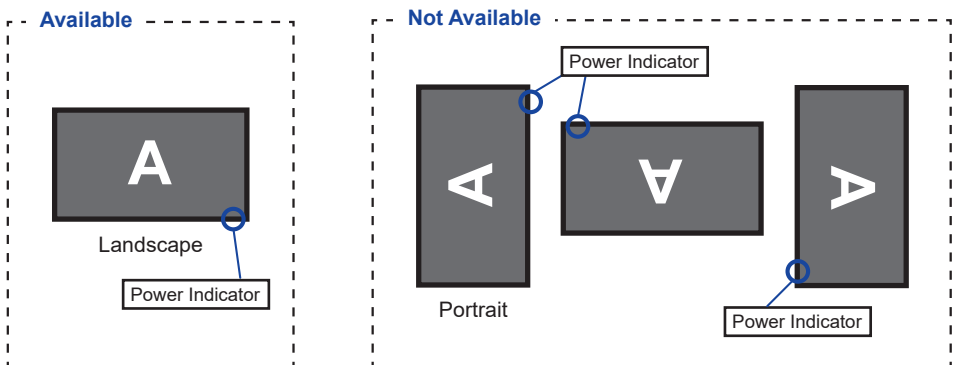 Available
A
Landscape
Power Indicator
Not Available
Power Indicator
A
A
A
Portrait
Power Indicator